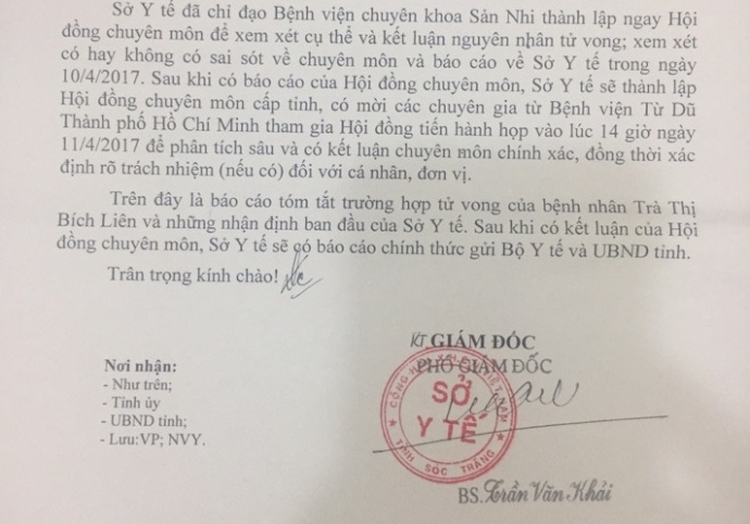 Sở Y tế đã chỉ đạo Bệnh viện chuyên khoa Sản Nhi thành lập ngay Hội
đồng chuyên môn để xem xét cụ thể và kết luận nguyên nhân tử vong; xem xét
có hay không có sai sót về chuyên môn và báo cáo về Sở Y tế trong ngày
10/4/2017. Sau khi có báo cáo của Hội đồng chuyên môn, Sở Y tế sẽ thành lập
Hội đồng chuyên môn cấp tỉnh, có mời các chuyên gia từ Bệnh viện Từ Dũ
Thành phố Hồ Chí Minh tham gia Hội đồng tiến hành họp vào lúc 14 giờ ngày
11/4/2017 để phân tích sâu và có kết luận chuyên môn chính xác, đồng thời xác
định rõ trách nhiệm (nếu có) đối với cá nhân, đơn vị.
Trên đây là báo cáo tóm tắt trường hợp tử vong của bệnh nhân Trà Thị
Bích Liên và những nhận định ban đầu của Sở Y tế. Sau khi có kết luận của Hội
đồng chuyên môn, Sở Y tế sẽ có báo cáo chính thức gửi Bộ Y tế và UBND tỉnh.
Trân trọng kính chào!
KT GIÁM ĐỐC
PHÓ GIÁM ĐỐC
Nơi nhận:
- Như trên;
- Tỉnh ủy
- UBND tỉnh;
- Lưu:VP; NVY.
SỞ
Y TẾ
TỈNH SÓC TRĂNG
BS. Trần Văn Khải